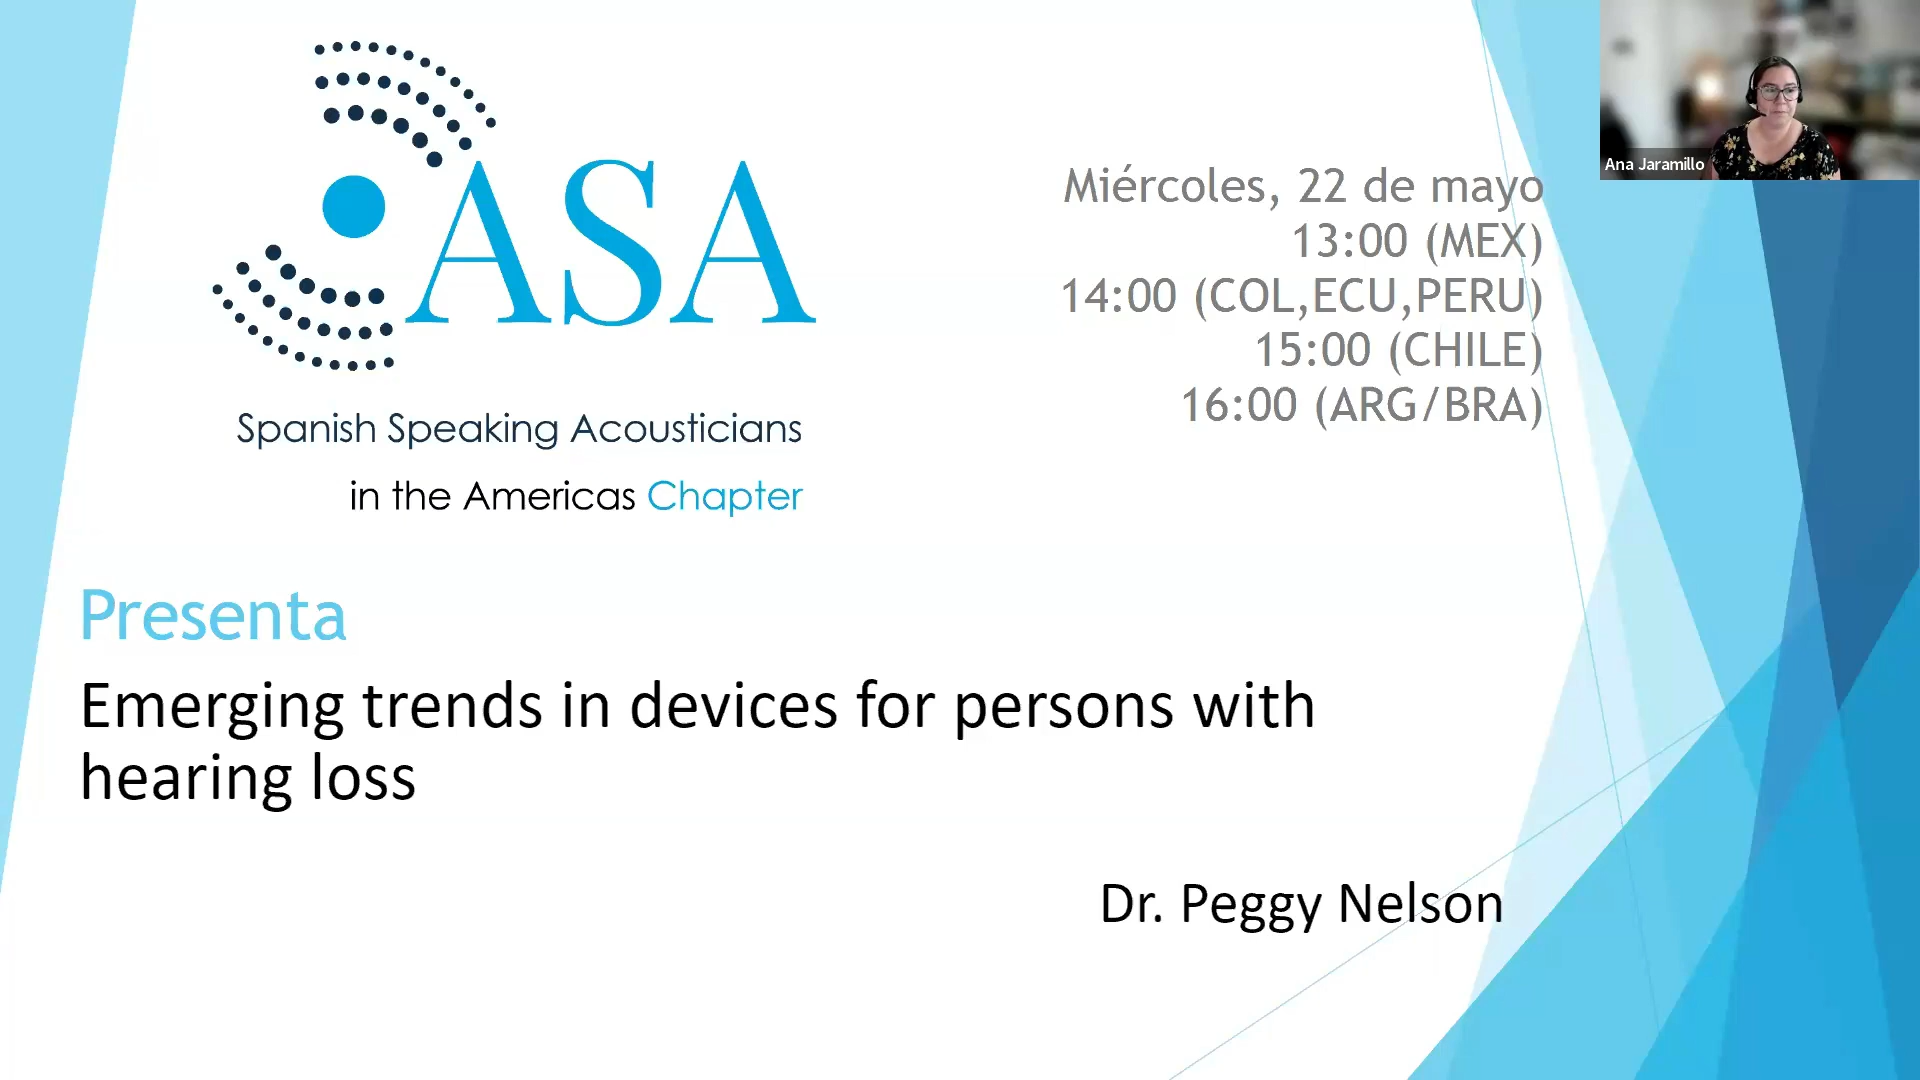 ASA
Spanish Speaking Acousticians
in the Americas Chapter
Miércoles, 22 de mayo
13:00 (MEX)
14:00 (COL,ECU,PERU)
15:00 (CHILE)
16:00 (ARG/BRA)
Ana Jaramillo
Presenta
Emerging trends in devices for persons with
hearing loss
Dr. Peggy Nelson